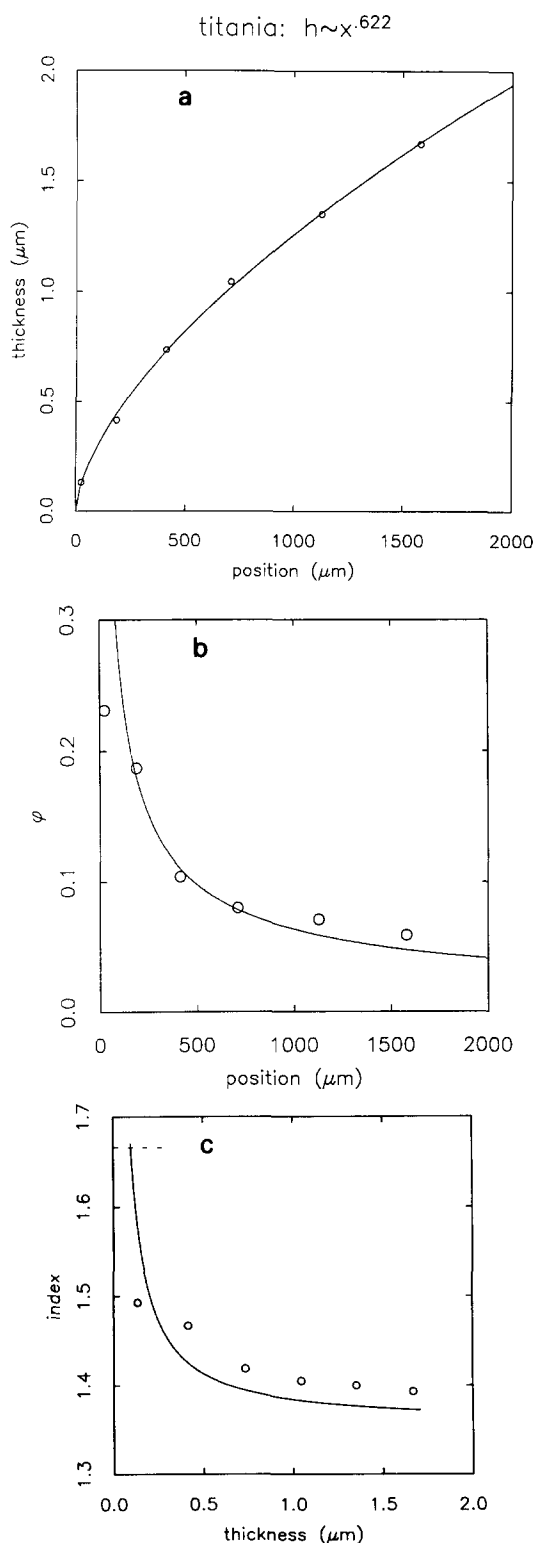 titania: h~x^.622
a
2.0
1.5
1.0
0.5
0.0
thickness (μm)
0 500 1000 1500 2000
position (μm)
b
0.3
0.2
0.1
0.0
φ
0 500 1000 1500 2000
position (μm)
c
1.7
1.6
1.5
1.4
1.3
index
0.0 0.5 1.0 1.5 2.0
thickness (μm)